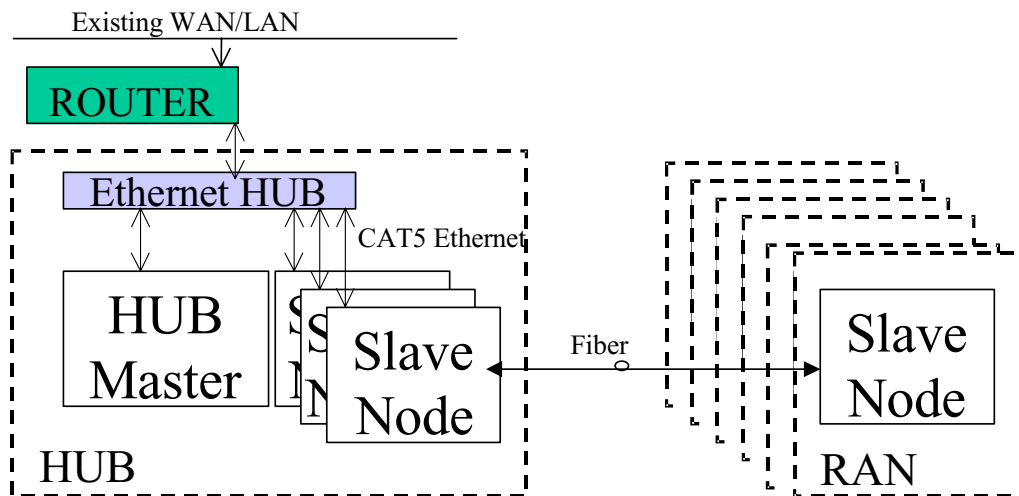 Existing WAN/LAN
ROUTER
Ethernet HUB
CAT5 Ethernet
HUB
Master
S
N
S
N
Slave
Node
Fiber
Slave
Node
HUB
RAN